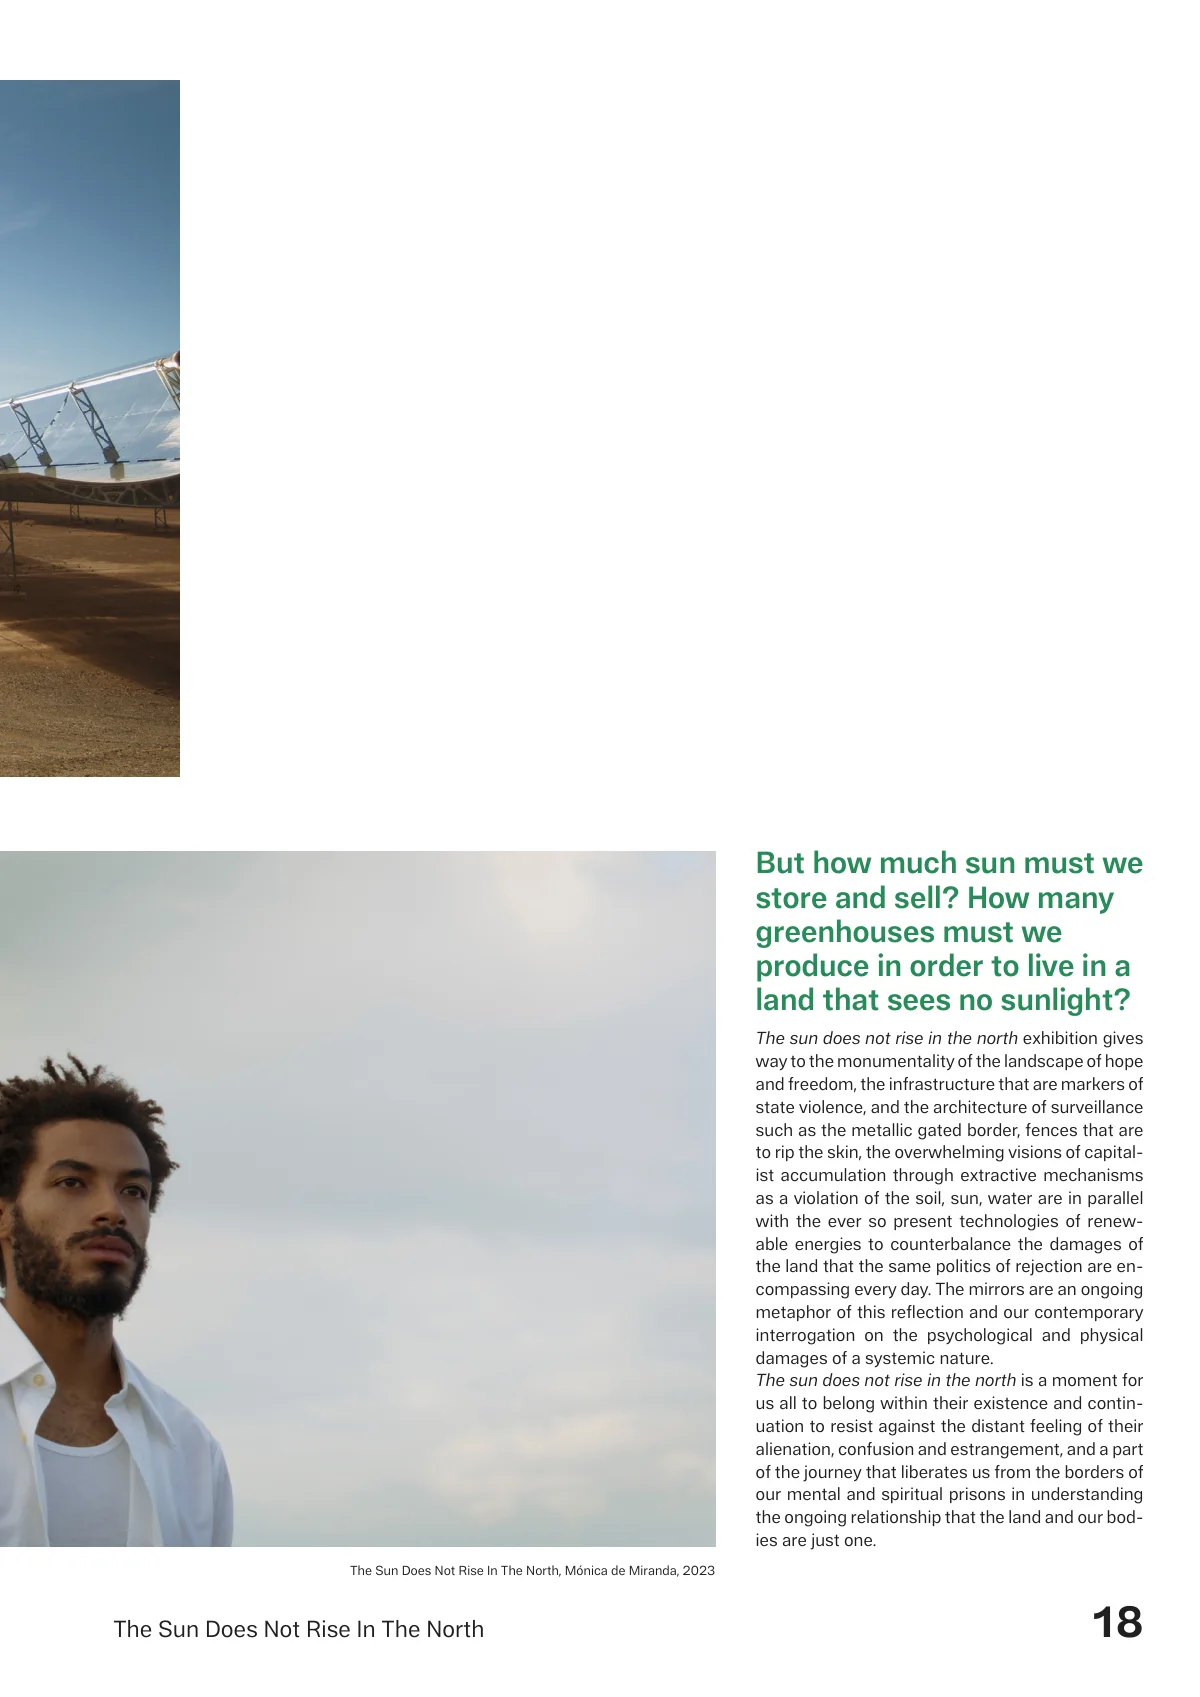 But how much sun must we
store and sell? How many
greenhouses must we
produce in order to live in a
land that sees no sunlight?
The sun does not rise in the north exhibition gives
way to the monumentality of the landscape of hope
and freedom, the infrastructure that are markers of
state violence, and the architecture of surveillance
such as the metallic gated border, fences that are
to rip the skin, the overwhelming visions of capital-
ist accumulation through extractive mechanisms
as a violation of the soil, sun, water are in parallel
with the ever so present technologies of renew-
able energies to counterbalance the damages of
the land that the same politics of rejection are en-
compassing every day. The mirrors are an ongoing
metaphor of this reflection and our contemporary
interrogation on the psychological and physical
damages of a systemic nature.
The sun does not rise in the north is a moment for
us all to belong within their existence and contin-
uation to resist against the distant feeling of their
alienation, confusion and estrangement, and a part
of the journey that liberates us from the borders of
our mental and spiritual prisons in understanding
the ongoing relationship that the land and our bod-
ies are just one.
The Sun Does Not Rise In The North, Mónica de Miranda, 2023
The Sun Does Not Rise In The North
18